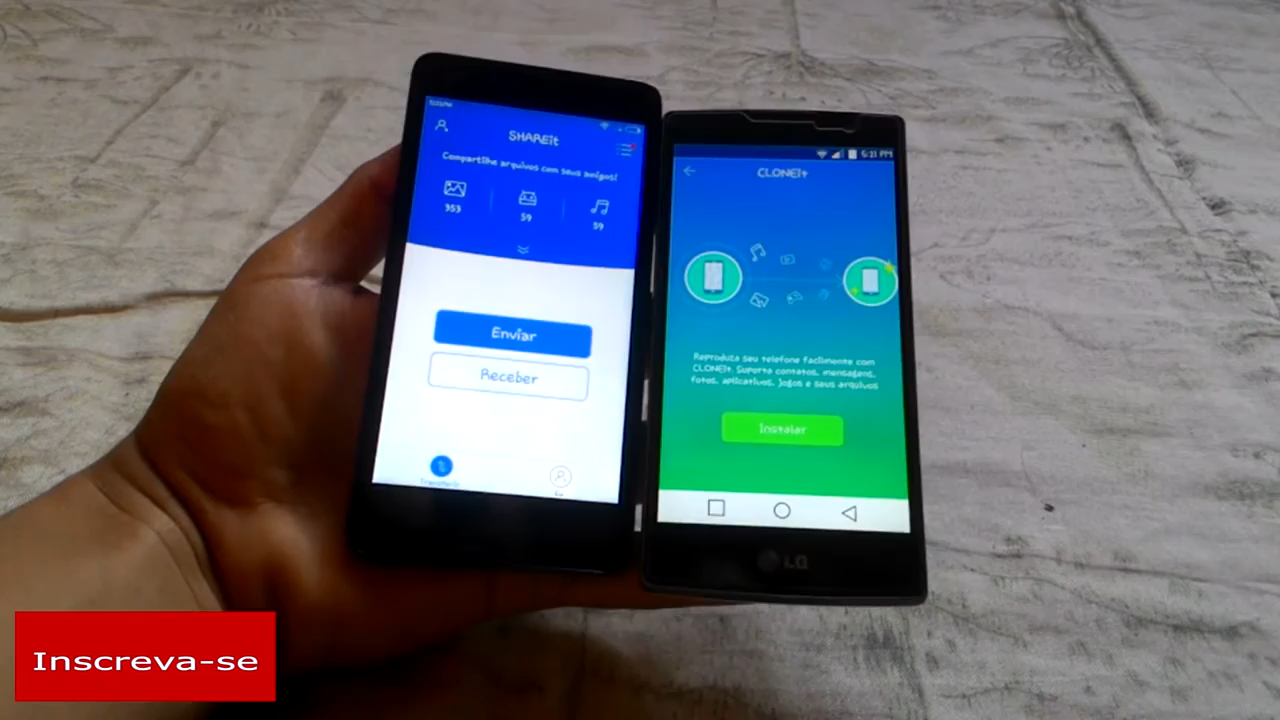 SHAREit
Compartilhe arquivos com seus amigos!
353
59
59
Enviar
Receber
5:21 PM
CLONEit
Reproduza seu telefone facilmente com
CLONEit. Suporta contatos, mensagens,
fotos, aplicativos, jogos e seus arquivos
Instalar
LG
Inscreva-se